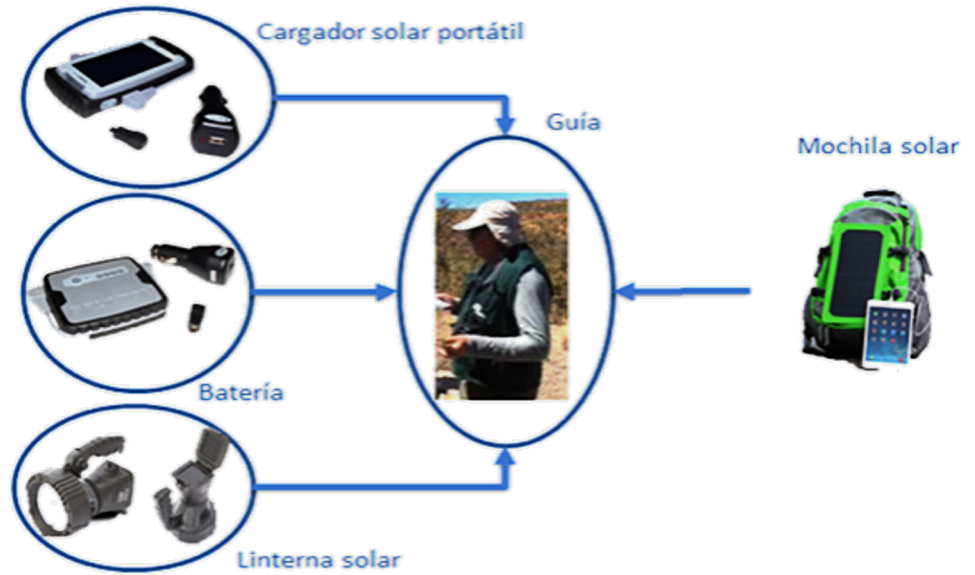 Cargador solar portátil
Guía
Mochila solar
Batería
Linterna solar